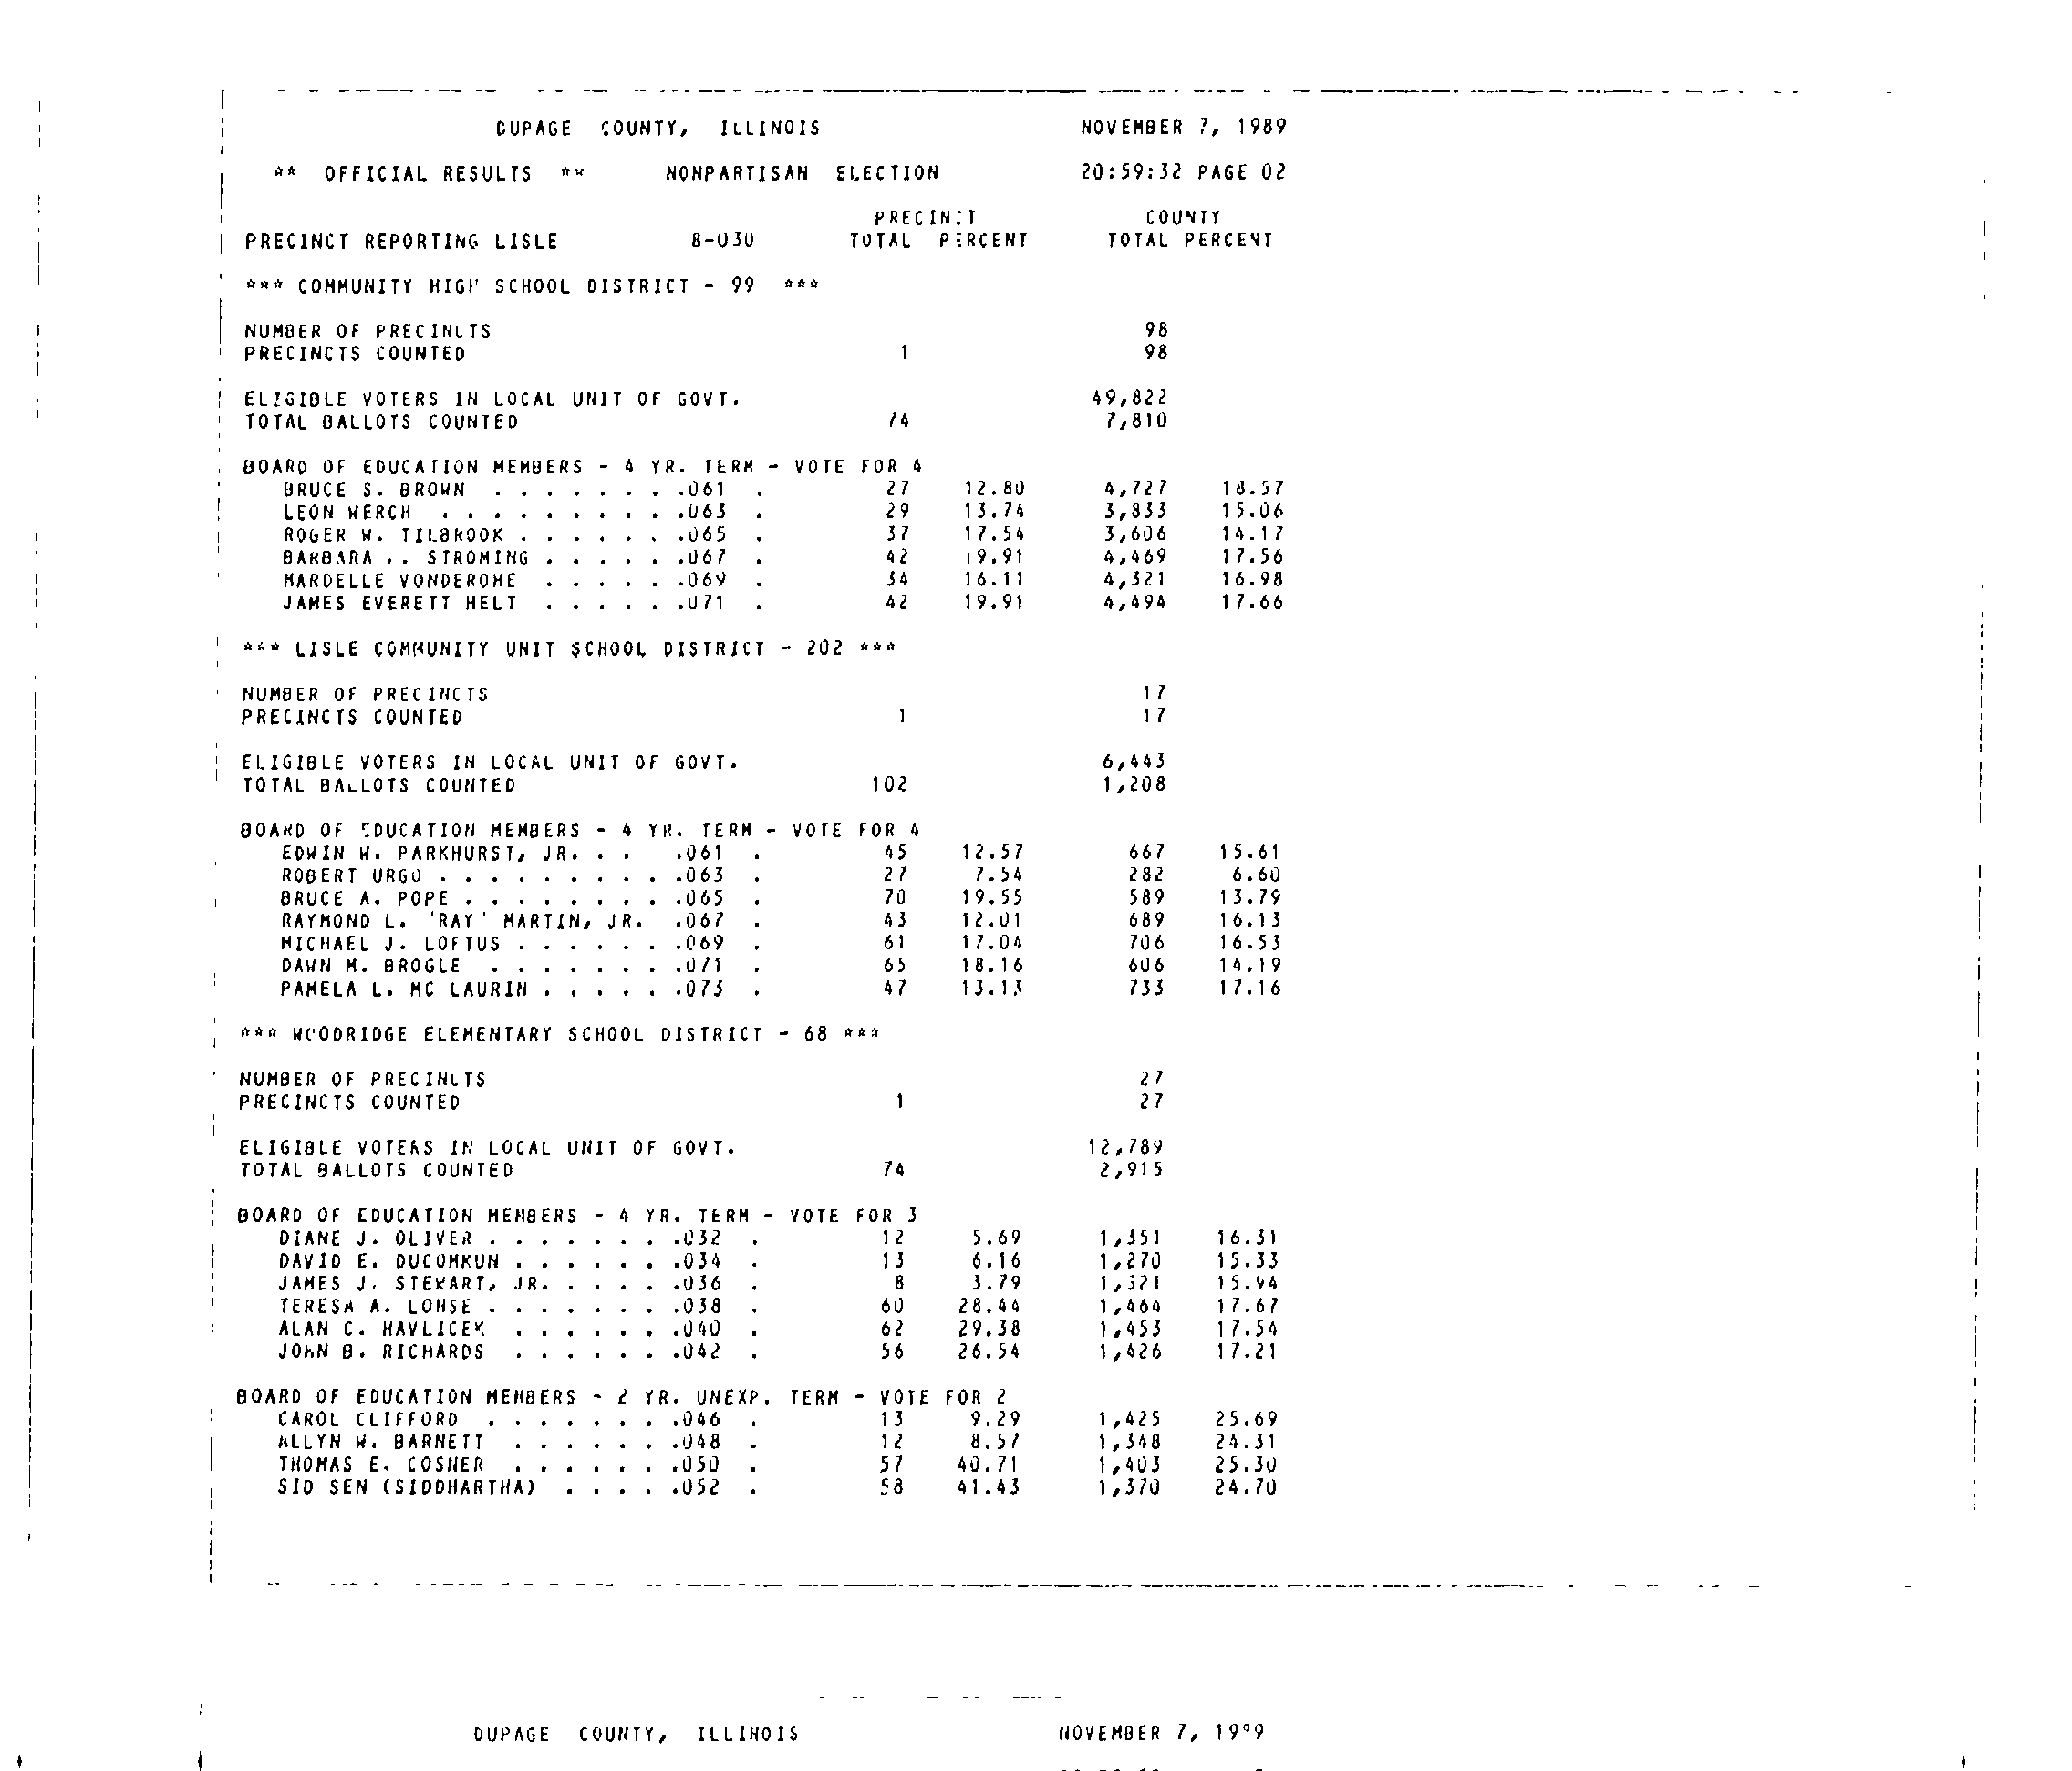 DUPAGE COUNTY, ILLINOIS NOVEMBER 7, 1989
** OFFICIAL RESULTS ** NONPARTISAN ELECTION 20:59:32 PAGE 02
PRECINCT COUNTY
PRECINCT REPORTING LISLE 8-030 TOTAL PERCENT TOTAL PERCENT
*** COMMUNITY HIGH SCHOOL DISTRICT - 99 ***
NUMBER OF PRECINCTS 98
PRECINCTS COUNTED 1 98
ELIGIBLE VOTERS IN LOCAL UNIT OF GOVT. 49,822
TOTAL BALLOTS COUNTED 74 7,810
BOARD OF EDUCATION MEMBERS - 4 YR. TERM - VOTE FOR 4
BRUCE S. BROWN . . . . . . . .061 . 27 12.80 4,727 18.57
LEON WERCH . . . . . . . . . .063 . 29 13.74 3,833 15.06
ROGER W. TILBROOK . . . . . . .065 . 37 17.54 3,606 14.17
BARBARA STROMING . . . . . .067 . 42 19.91 4,469 17.56
MARDELLE VONDEROHE . . . . . .069 . 34 16.11 4,321 16.98
JAMES EVERETT HELT . . . . . .071 . 42 19.91 4,494 17.66
*** LISLE COMMUNITY UNIT SCHOOL DISTRICT - 202 ***
NUMBER OF PRECINCTS 17
PRECINCTS COUNTED 1 17
ELIGIBLE VOTERS IN LOCAL UNIT OF GOVT. 6,443
TOTAL BALLOTS COUNTED 102 1,208
BOARD OF EDUCATION MEMBERS - 4 YR. TERM - VOTE FOR 4
EDWIN W. PARKHURST, JR. . . .061 . 45 12.57 667 15.61
ROBERT URGO . . . . . . . . . .063 . 27 7.54 282 6.60
BRUCE A. POPE . . . . . . . . .065 . 70 19.55 589 13.79
RAYMOND L. 'RAY' MARTIN, JR. .067 . 43 12.01 689 16.13
MICHAEL J. LOFTUS . . . . . . .069 . 61 17.04 706 16.53
DAWN M. BROGLE . . . . . . . .071 . 65 18.16 606 14.19
PAMELA L. MC LAURIN . . . . . .073 . 47 13.13 733 17.16
*** WOODRIDGE ELEMENTARY SCHOOL DISTRICT - 68 ***
NUMBER OF PRECINCTS 27
PRECINCTS COUNTED 1 27
ELIGIBLE VOTERS IN LOCAL UNIT OF GOVT. 12,789
TOTAL BALLOTS COUNTED 74 2,915
BOARD OF EDUCATION MEMBERS - 4 YR. TERM - VOTE FOR 3
DIANE J. OLIVER . . . . . . . .032 . 12 5.69 1,351 16.31
DAVID E. DUCOMKUN . . . . . . .034 . 13 6.16 1,270 15.33
JAMES J. STEWART, JR. . . . . .036 . 8 3.79 1,321 15.94
TERESA A. LOHSE . . . . . . . .038 . 60 28.44 1,464 17.67
ALAN C. HAVLICEK . . . . . . .040 . 62 29.38 1,453 17.54
JOHN B. RICHARDS . . . . . . .042 . 56 26.54 1,426 17.21
BOARD OF EDUCATION MEMBERS - 2 YR. UNEXP. TERM - VOTE FOR 2
CAROL CLIFFORD . . . . . . . .046 . 13 9.29 1,425 25.69
ALLYN W. BARNETT . . . . . . .048 . 12 8.57 1,348 24.31
THOMAS E. COSNER . . . . . . .050 . 57 40.71 1,403 25.30
SID SEN (SIDDHARTHA) . . . . .052 . 58 41.43 1,370 24.70
DUPAGE COUNTY, ILLINOIS NOVEMBER 7,